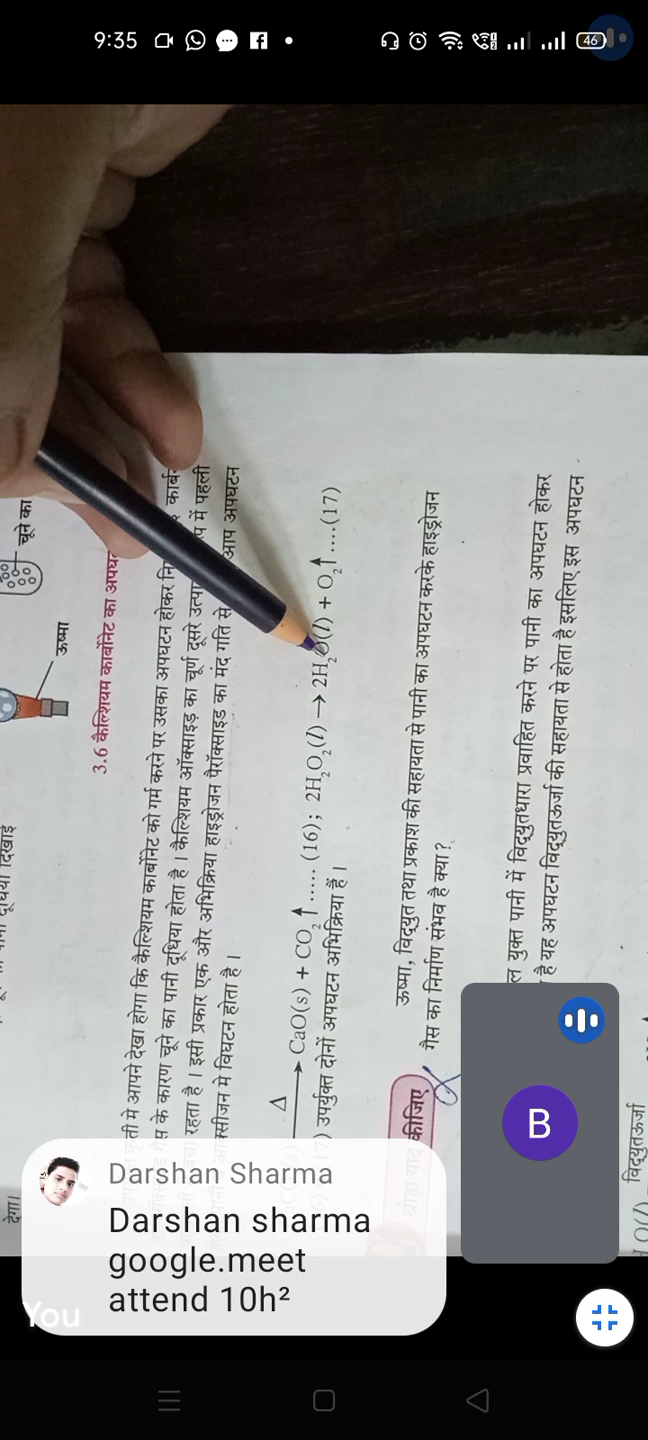 9:35
46
चूने का
ऊष्मा
3.6 कैल्शियम कार्बोनेट का
देगा।
मे आपने देखा होगा कि कैल्शियम कार्बोनेट को गर्म करने पर उसका अपघटन होकर
के कारण चूने का पानी दूधिया होता है । कैल्शियम ऑक्साइड का चूर्ण दूसरे
रहता है । इसी प्रकार एक और अभिक्रिया हाइड्रोजन पैरॉक्साइड का मंद गति से आप अपघटन
में विघटन होता है ।
Δ → CaO(s) + CO₂↑ ..... (16); 2H₂O₂(l) → 2H₂O(l) + O₂↑ ....(17)
उपर्युक्त दोनों अपघटन अभिक्रिया हैं ।
थोड़ा याद कीजिए
ऊष्मा, विद्युत तथा प्रकाश की सहायता से पानी का अपघटन करके हाइड्रोजन
गैस का निर्माण संभव है क्या ?
युक्त पानी में विद्युतधारा प्रवाहित करने पर पानी का अपघटन होकर
है यह अपघटन विद्युतऊर्जा की सहायता से होता है इसलिए इस अपघटन
विद्युतऊर्जा
B
Darshan Sharma
Darshan sharma
google.meet
attend 10h²
You